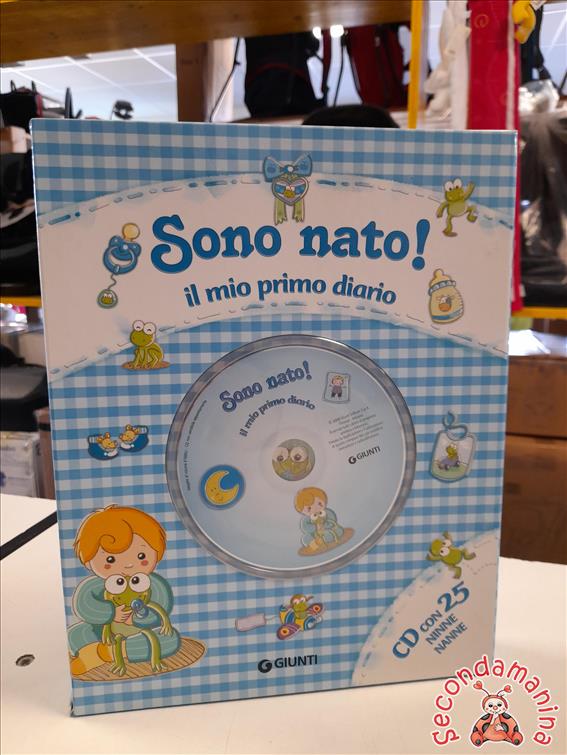 Sono nato!
il mio primo diario
Sono nato!
il mio primo diario
GIUNTI
CD CON 25
NINNE
NANNE
GIUNTI
Secondamanina